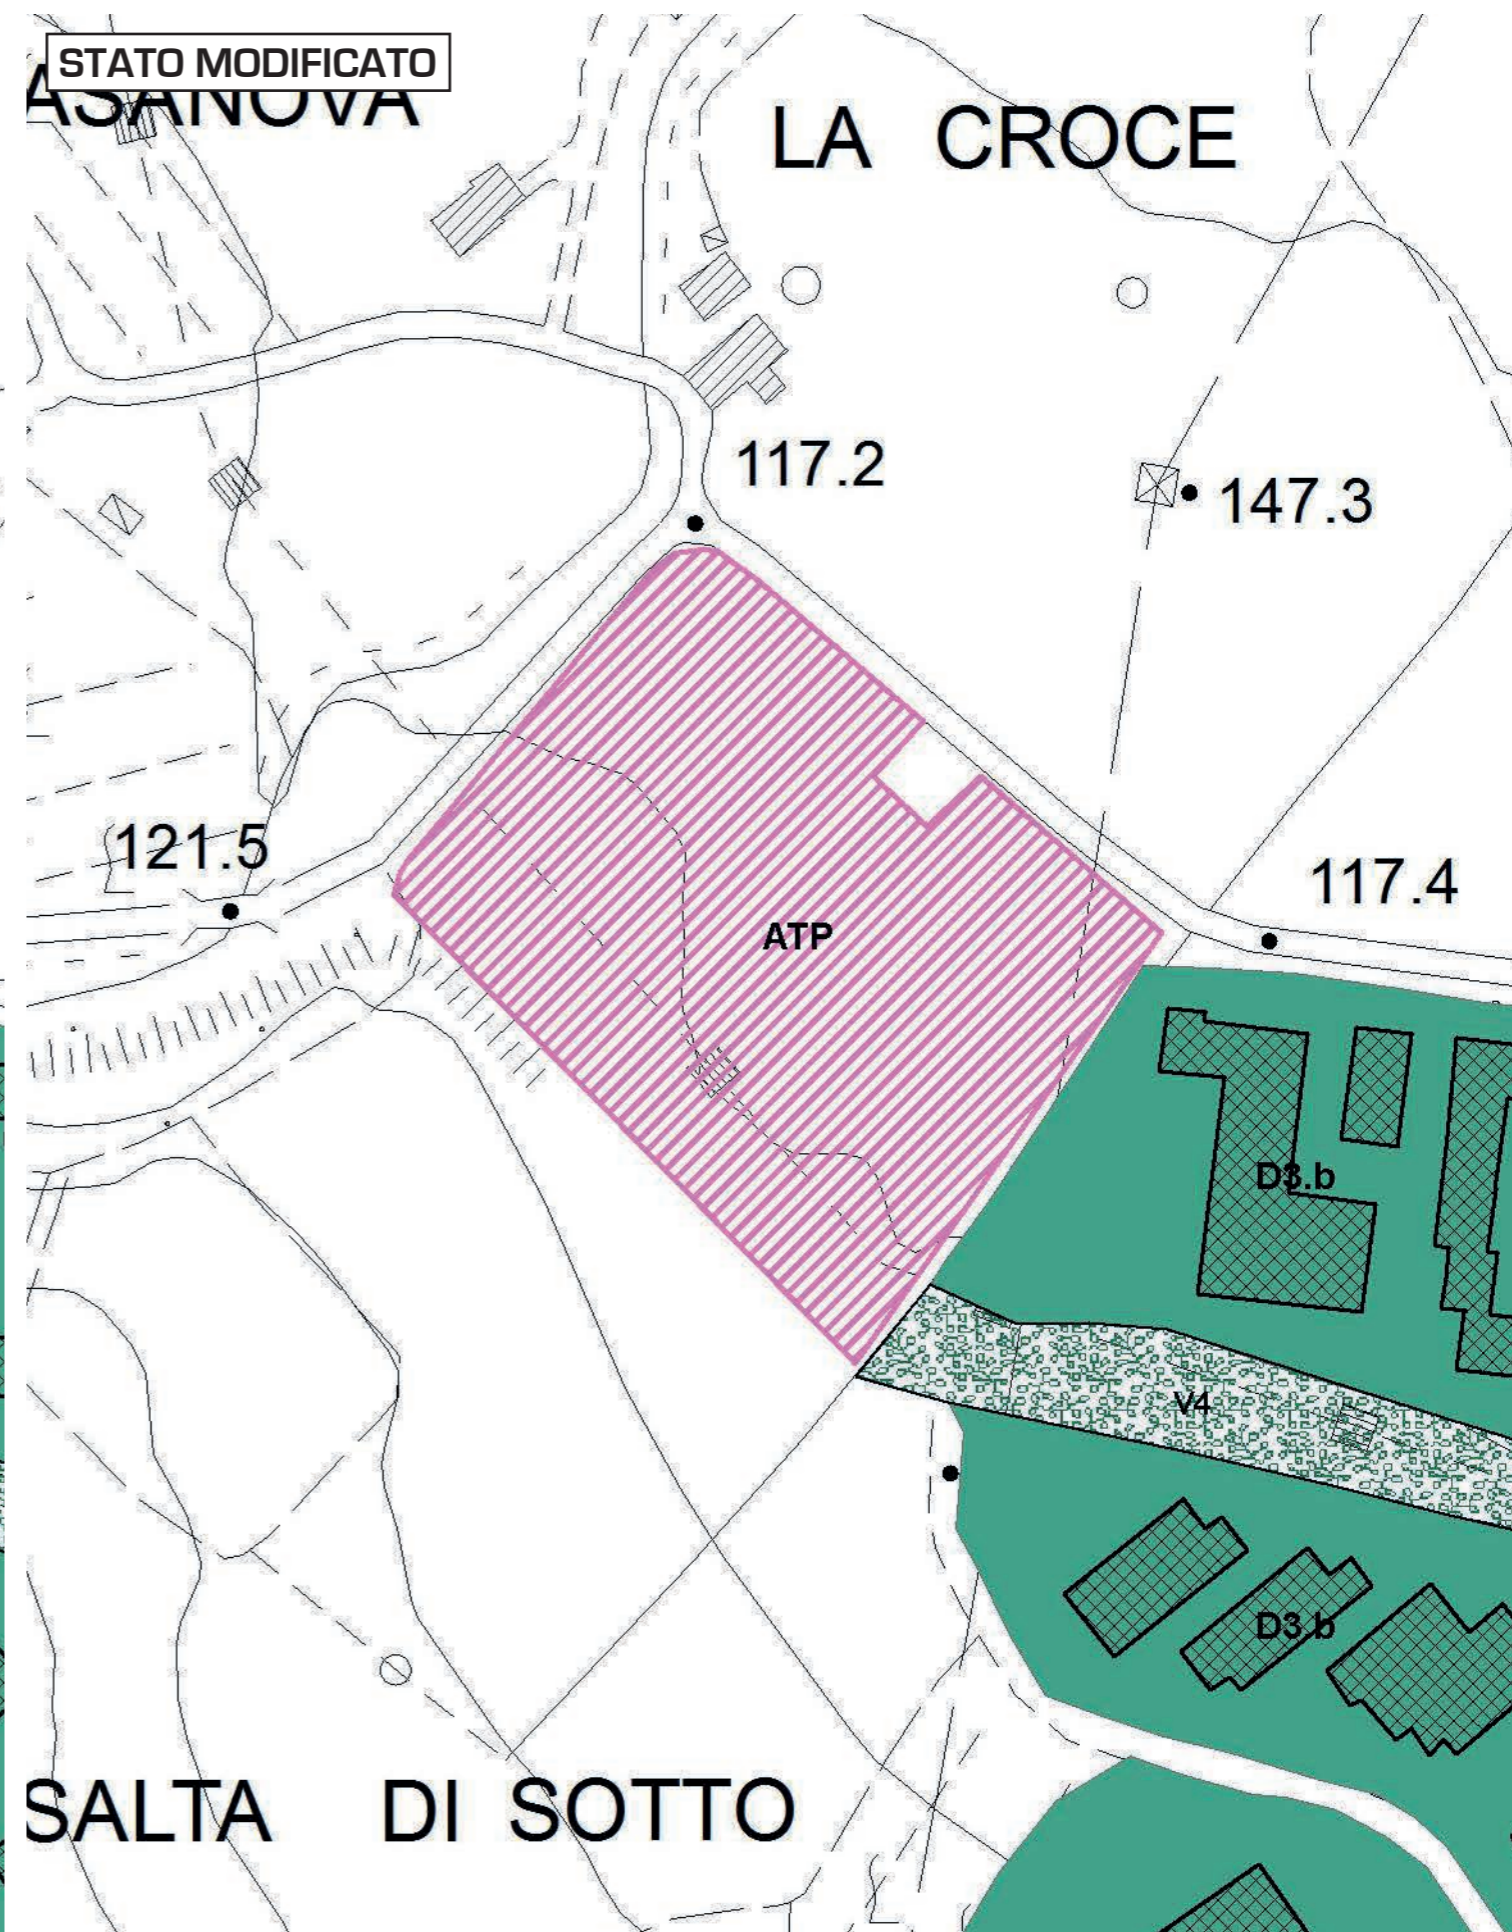 STATO MODIFICATO
ASANOVA
LA CROCE
117.2
147.3
121.5
117.4
ATP
D3.b
V4
D3.b
SALTA DI SOTTO